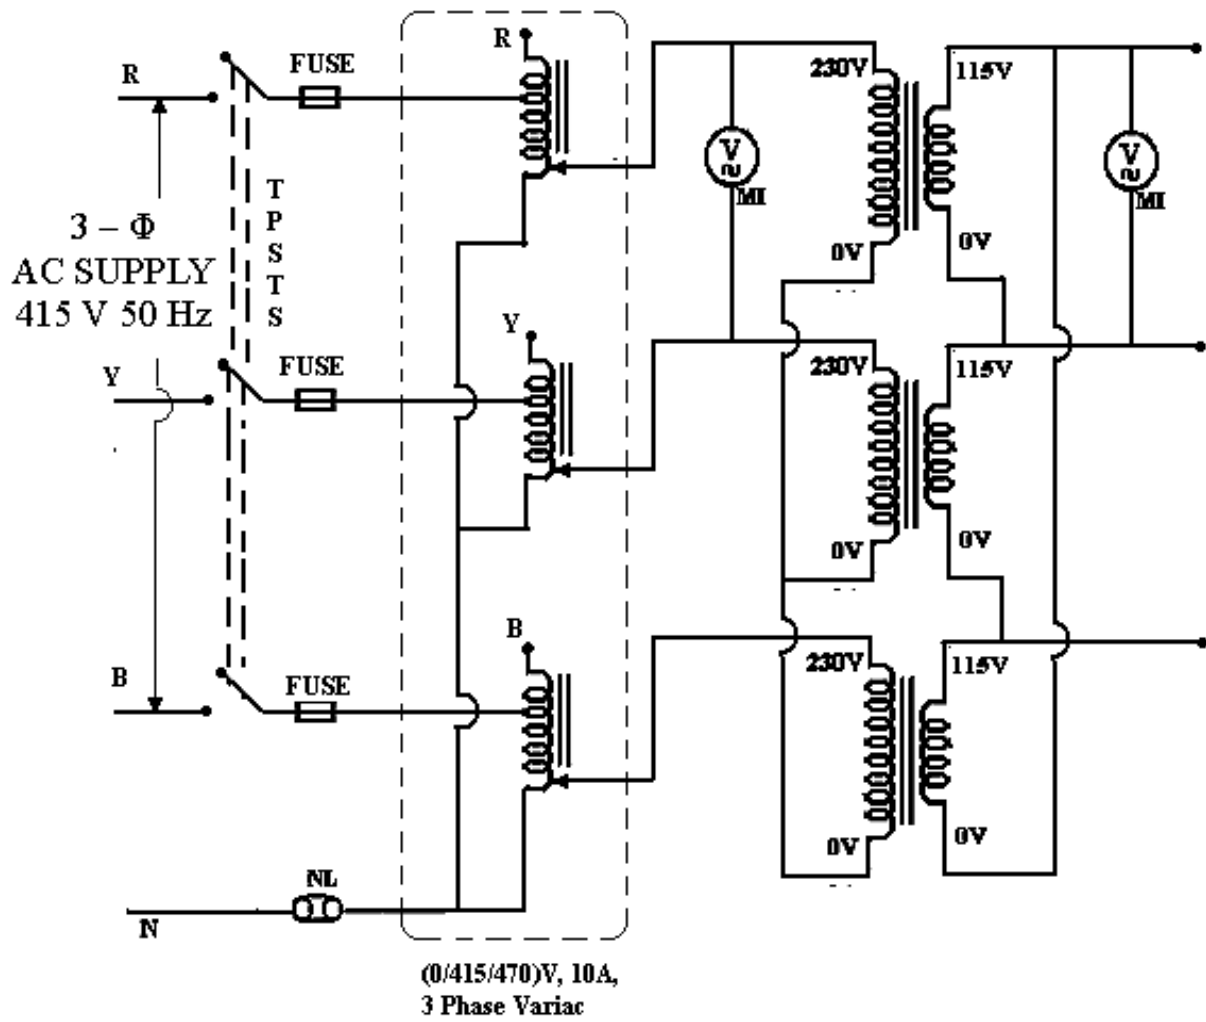 R
FUSE
R
230V
115V
V
~
MI
V
~
MI
3 – Φ
AC SUPPLY
415 V 50 Hz
T
P
S
T
S
0V
0V
Y
FUSE
Y
230V
115V
0V
0V
B
FUSE
B
230V
115V
0V
0V
N
NL
(0/415/470)V, 10A,
3 Phase Variac